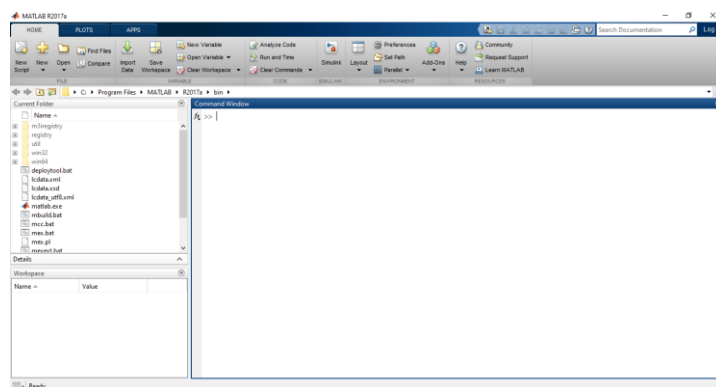 MATLAB R2017a
HOME PLOTS APPS
Search Documentation Log
New Script New Open Find Files Compare Import Data Save Workspace New Variable Open Variable Clear Workspace Analyze Code Run and Time Clear Commands Simulink Layout Preferences Set Path Parallel Add-Ons Help Community Request Support Learn MATLAB
FILE VARIABLE CODE SIMULINK ENVIRONMENT RESOURCES
C: Program Files MATLAB R2017a bin
Current Folder
Name
m3iregistry
registry
util
win32
win64
deploytool.bat
lcdata.xml
lcdata.xsd
lcdata_utf8.xml
matlab.exe
mbuild.bat
mcc.bat
mex.bat
mex.pl
mexext.bat
Details
Workspace
Name Value
Command Window
fx >>
Ready